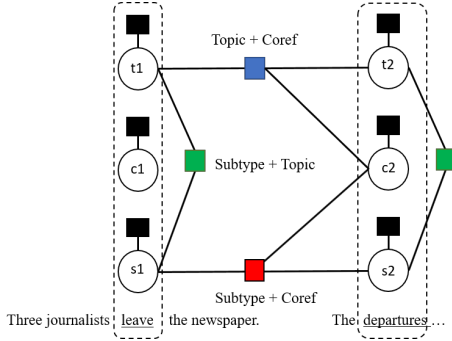 Topic + Coref
t1 t2
c1 Subtype + Topic c2
s1 s2
Subtype + Coref
Three journalists leave the newspaper. The departures ...